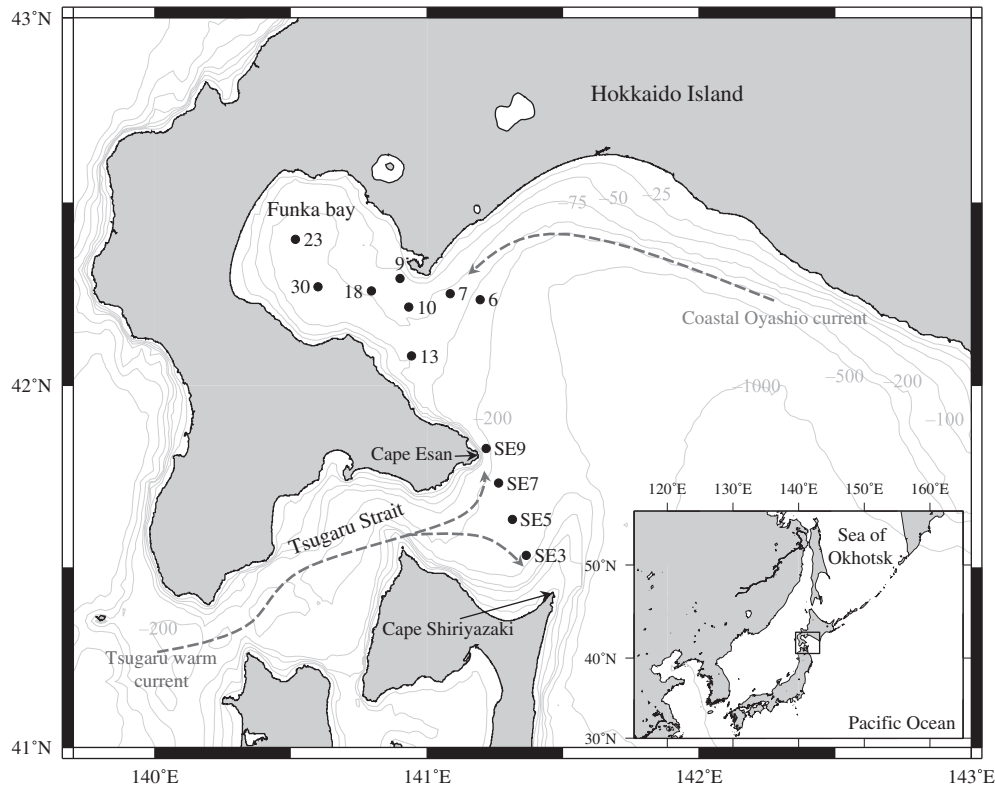 43°N
Hokkaido Island
−75
−50
−25
Funka bay
23
9
30
18
10
7
6
Coastal Oyashio current
13
42°N
−1000
−500
−200
−100
−200
Cape Esan
SE9
SE7
Tsugaru Strait
SE5
SE3
Cape Shiriyazaki
−200
Tsugaru warm
current
120°E
130°E
140°E
150°E
160°E
Sea of
Okhotsk
50°N
40°N
Pacific Ocean
30°N
41°N
140°E
141°E
142°E
143°E